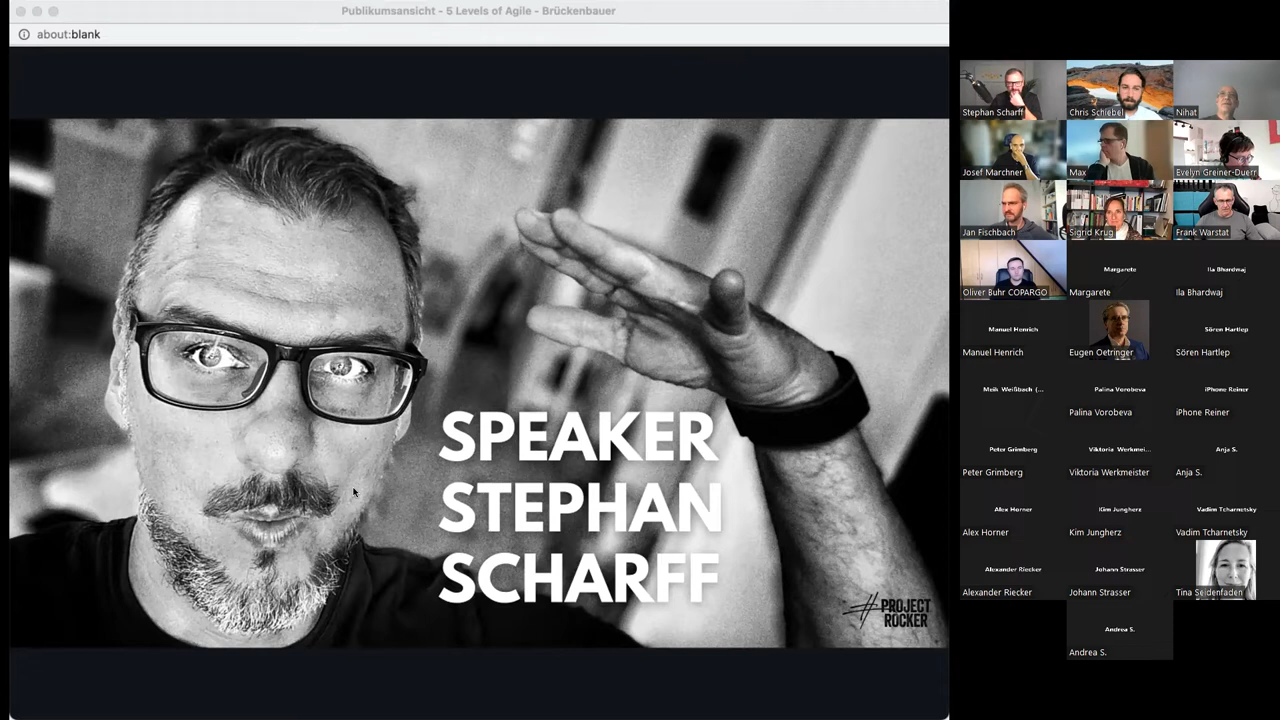 Publikumsansicht - 5 Levels of Agile - Brückenbauer
about:blank
SPEAKER
STEPHAN
SCHARFF
#PROJECT
ROCKER
Stephan Scharff
Chris Schiebel
Nihat
Josef Marchner
Max
Evelyn Greiner-Duerr
Jan Fischbach
Sigrid Krug
Frank Warstat
Oliver Buhr COPARGO
Margarete
Margarete
Ila Bhardwaj
Ila Bhardwaj
Manuel Henrich
Manuel Henrich
Eugen Oetringer
Sören Hartlep
Sören Hartlep
Meik Weißbach (...
Palina Vorobeva
Palina Vorobeva
iPhone Reiner
iPhone Reiner
Peter Grimberg
Peter Grimberg
Viktoria Werkmei...
Viktoria Werkmeister
Anja S.
Anja S.
Alex Horner
Alex Horner
Kim Jungherz
Kim Jungherz
Vadim Tcharnetsky
Vadim Tcharnetsky
Alexander Riecker
Alexander Riecker
Johann Strasser
Johann Strasser
Tina Seidenfaden
Andrea S.
Andrea S.